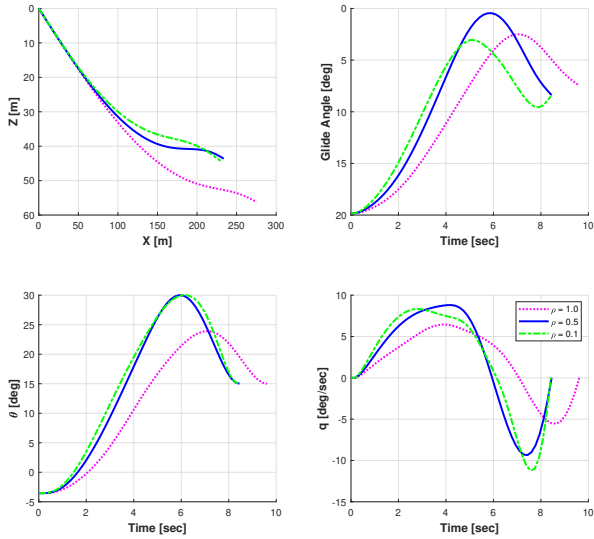 0
10
20
30
40
50
60
Z [m]
0 50 100 150 200 250 300
X [m]
0
5
10
15
20
Glide Angle [deg]
0 2 4 6 8 10
Time [sec]
30
25
20
15
10
5
0
-5
θ [deg]
0 2 4 6 8 10
Time [sec]
10
5
0
-5
-10
-15
q [deg/sec]
0 2 4 6 8 10
Time [sec]
ρ = 1.0
ρ = 0.5
ρ = 0.1